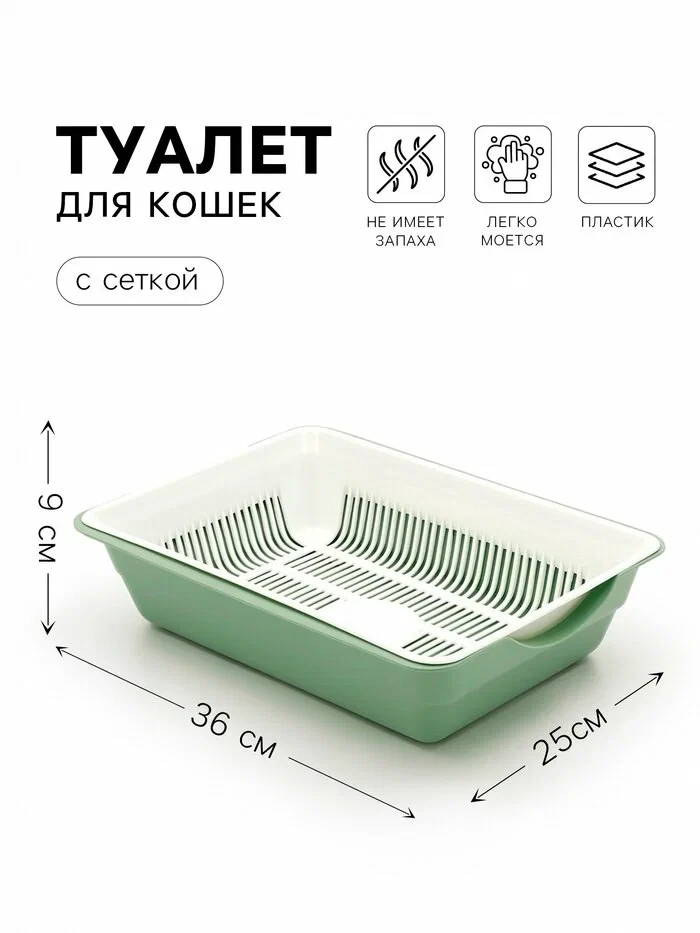 ТУАЛЕТ
ДЛЯ КОШЕК
с сеткой
НЕ ИМЕЕТ
ЗАПАХА
ЛЕГКО
МОЕТСЯ
ПЛАСТИК
9 см
36 см
25см